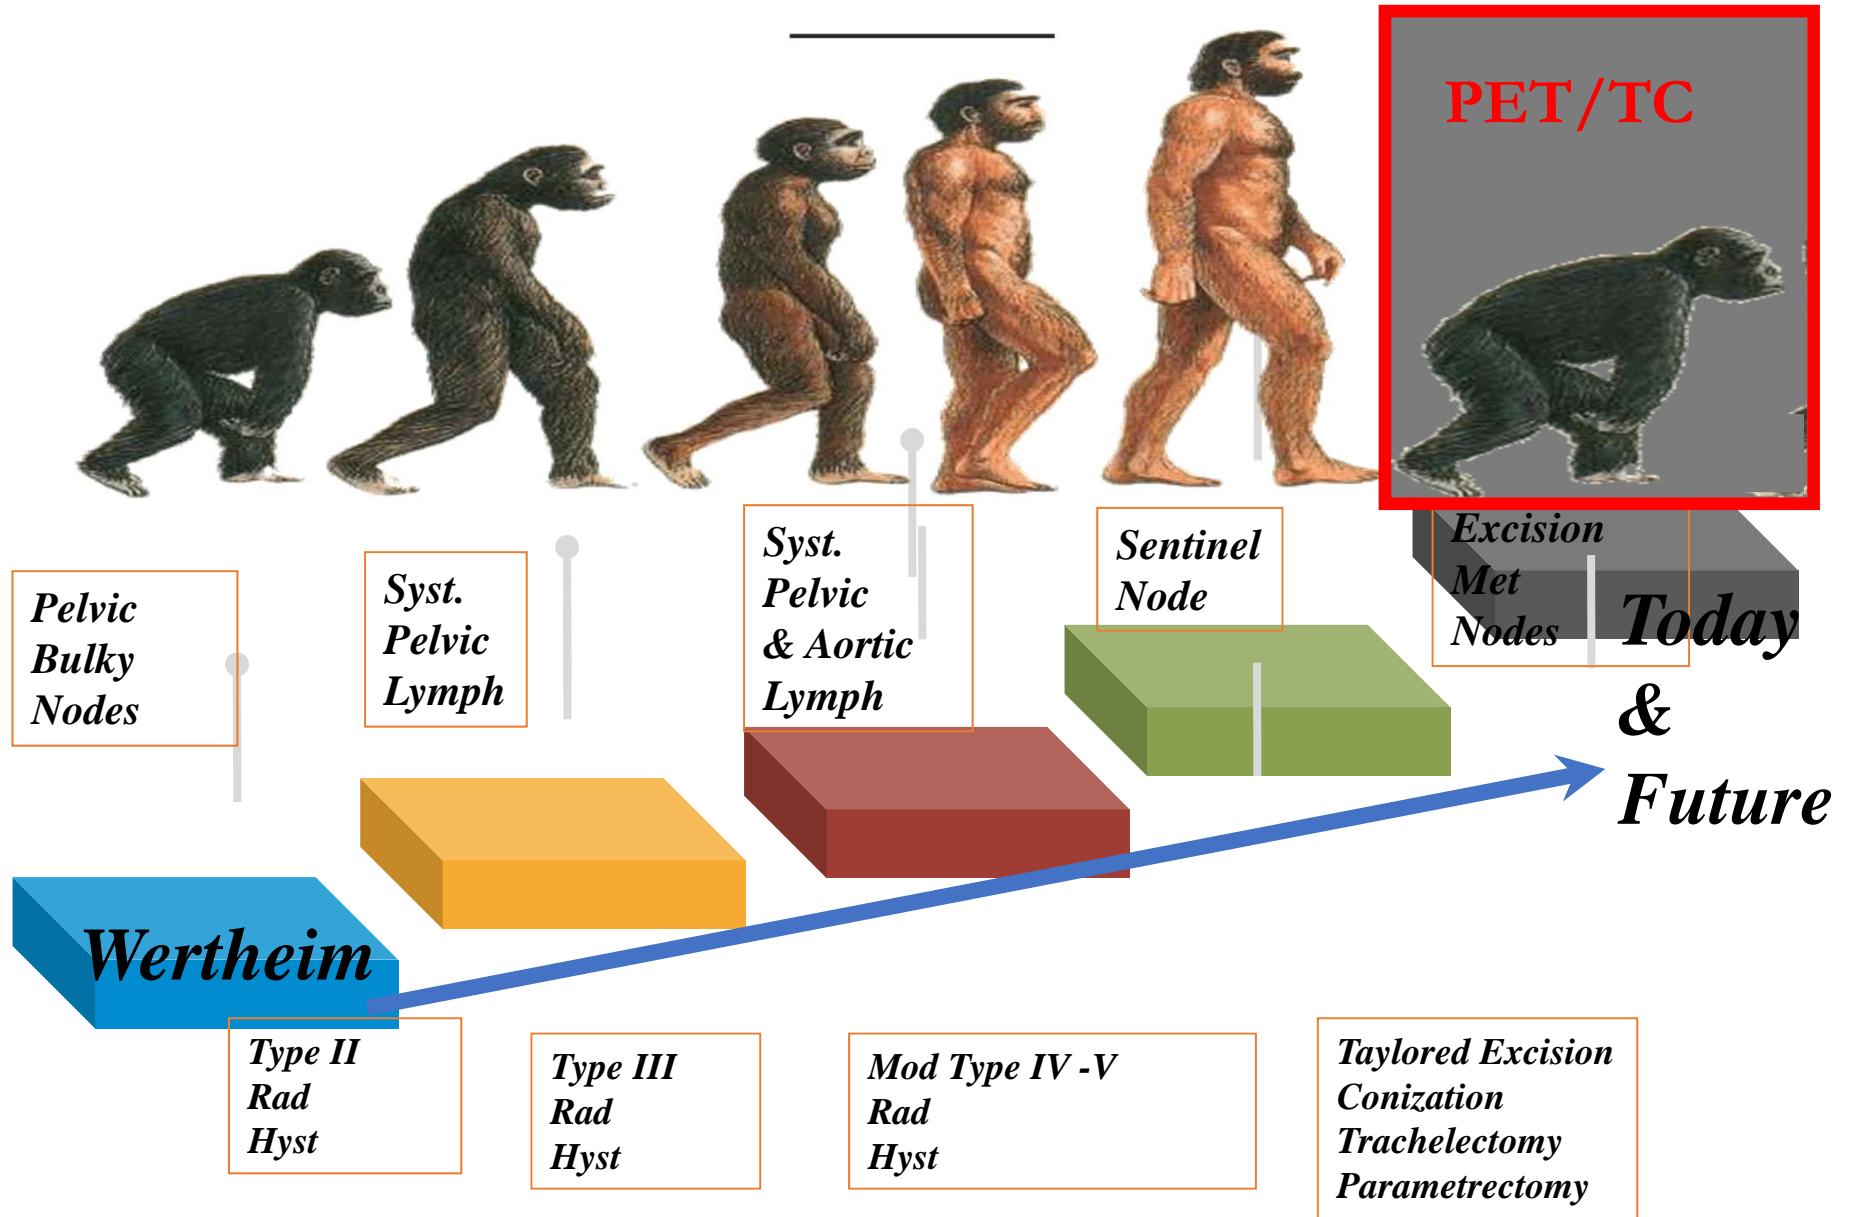 PET/TC
Pelvic
Bulky
Nodes
Syst.
Pelvic
Lymph
Syst.
Pelvic
& Aortic
Lymph
Sentinel
Node
Excision
Met
Nodes
Today
&
Future
Wertheim
Type II
Rad
Hyst
Type III
Rad
Hyst
Mod Type IV -V
Rad
Hyst
Taylored Excision
Conization
Trachelectomy
Parametrectomy